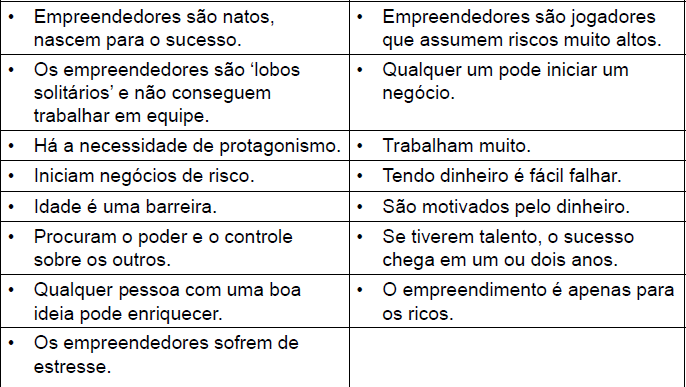 • Empreendedores são natos,
nascem para o sucesso.
• Empreendedores são jogadores
que assumem riscos muito altos.
• Os empreendedores são ‘lobos
solitários’ e não conseguem
trabalhar em equipe.
• Qualquer um pode iniciar um
negócio.
• Há a necessidade de protagonismo.
• Trabalham muito.
• Iniciam negócios de risco.
• Tendo dinheiro é fácil falhar.
• Idade é uma barreira.
• São motivados pelo dinheiro.
• Procuram o poder e o controle
sobre os outros.
• Se tiverem talento, o sucesso
chega em um ou dois anos.
• Qualquer pessoa com uma boa
ideia pode enriquecer.
• O empreendimento é apenas para
os ricos.
• Os empreendedores sofrem de
estresse.